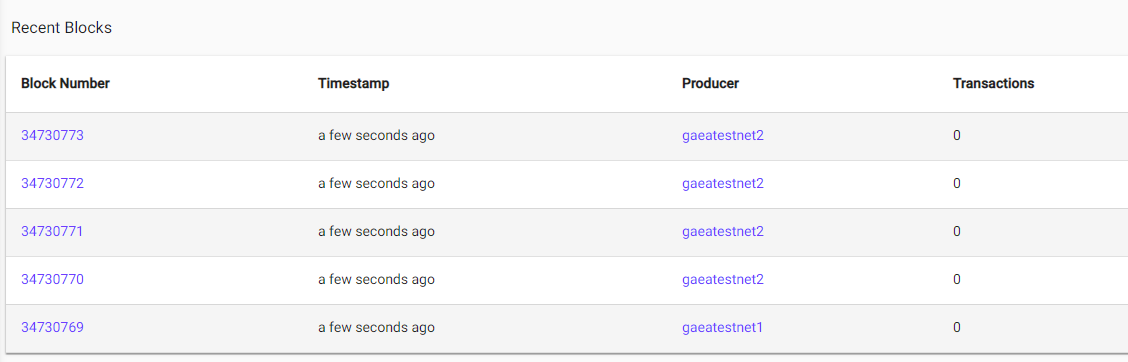 Recent Blocks
Block Number Timestamp Producer Transactions
34730773 a few seconds ago gaeatestnet2 0
34730772 a few seconds ago gaeatestnet2 0
34730771 a few seconds ago gaeatestnet2 0
34730770 a few seconds ago gaeatestnet2 0
34730769 a few seconds ago gaeatestnet1 0